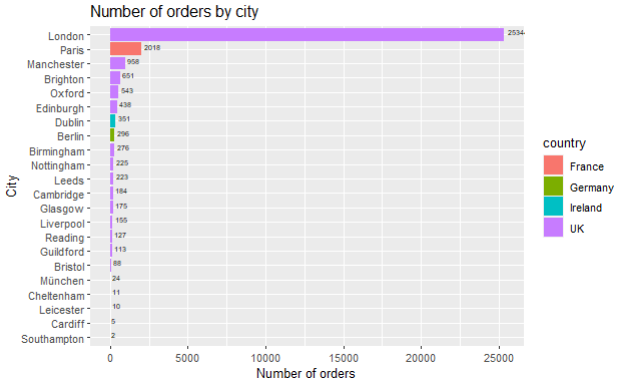 Number of orders by city
London 25344
Paris 2018
Manchester 958
Brighton 651
Oxford 543
Edinburgh 438
Dublin 351
Berlin 296
Birmingham 276
Nottingham 225
Leeds 223
Cambridge 184
Glasgow 175
Liverpool 155
Reading 127
Guildford 113
Bristol 88
München 24
Cheltenham 11
Leicester 10
Cardiff 5
Southampton 2
City
0 5000 10000 15000 20000 25000
Number of orders
country
France
Germany
Ireland
UK